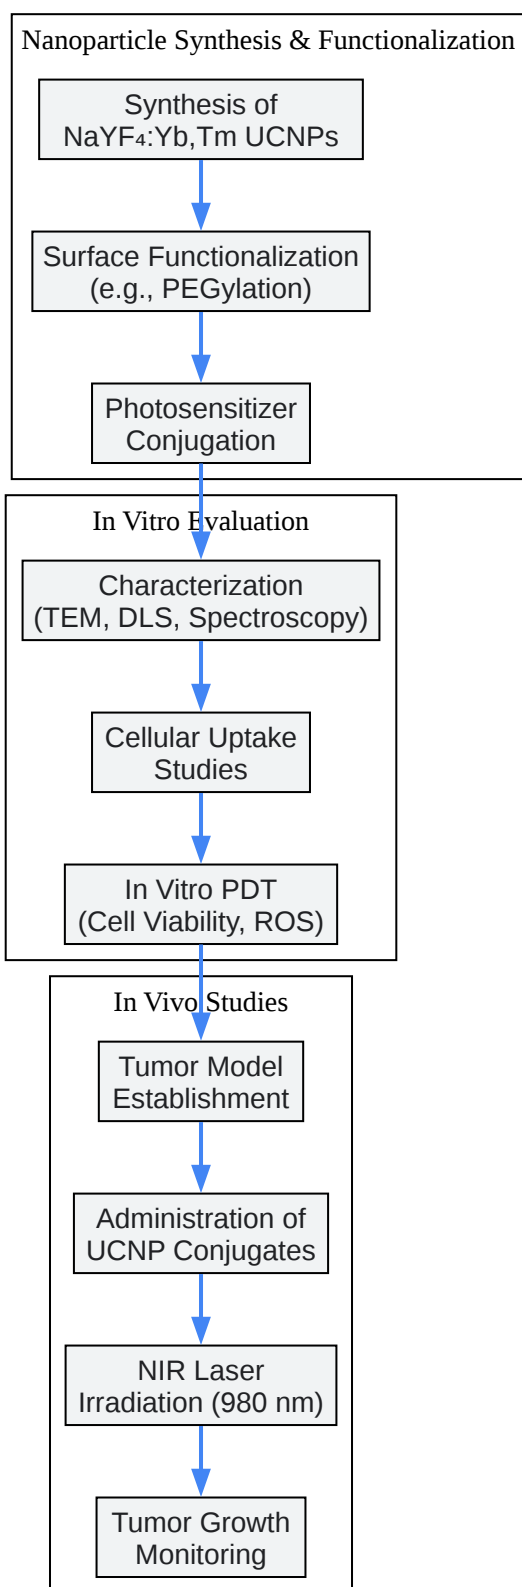 Nanoparticle Synthesis & Functionalization
Synthesis of
NaYF₄:Yb,Tm UCNPs
Surface Functionalization
(e.g., PEGylation)
Photosensitizer
Conjugation
In Vitro Evaluation
Characterization
(TEM, DLS, Spectroscopy)
Cellular Uptake
Studies
In Vitro PDT
(Cell Viability, ROS)
In Vivo Studies
Tumor Model
Establishment
Administration of
UCNP Conjugates
NIR Laser
Irradiation (980 nm)
Tumor Growth
Monitoring